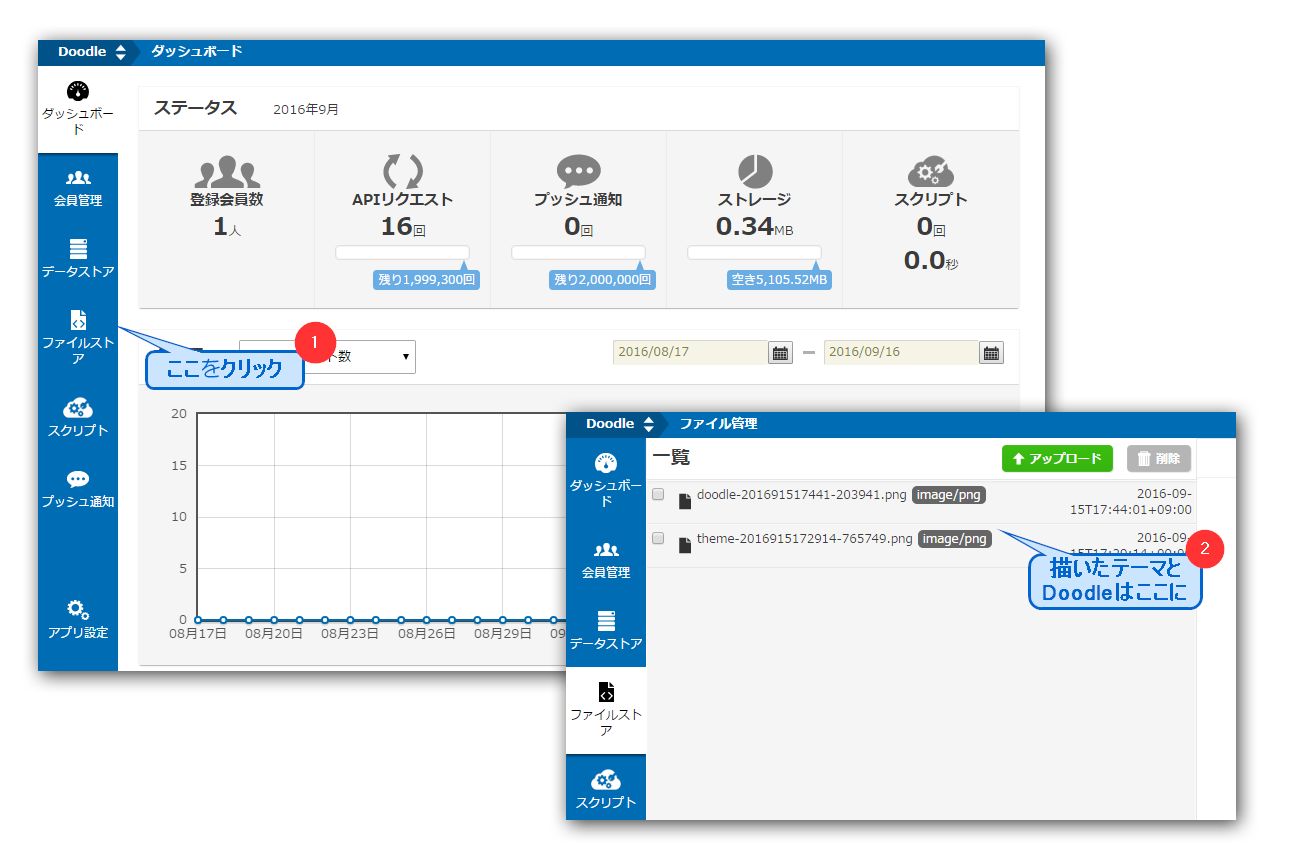 Doodle ダッシュボード
ダッシュボー
ド
会員管理
データストア
ファイルスト
ア
スクリプト
プッシュ通知
アプリ設定
ステータス 2016年9月
登録会員数
1人
APIリクエスト
16回
残り1,999,300回
プッシュ通知
0回
残り2,000,000回
ストレージ
0.34MB
空き5,105.52MB
スクリプト
0回
0.0秒
1
ここをクリック
ト数
2016/08/17 2016/09/16
20
15
10
5
0
08月17日 08月20日 08月23日 08月26日 08月29日 09
Doodle ファイル管理
ダッシュボー
ド
会員管理
データストア
ファイルスト
ア
スクリプト
一覧 アップロード 削除
doodle-201691517441-203941.png image/png 2016-09-
15T17:44:01+09:00
theme-2016915172914-765749.png image/png 2016-09-
2
描いたテーマと
Doodleはここに